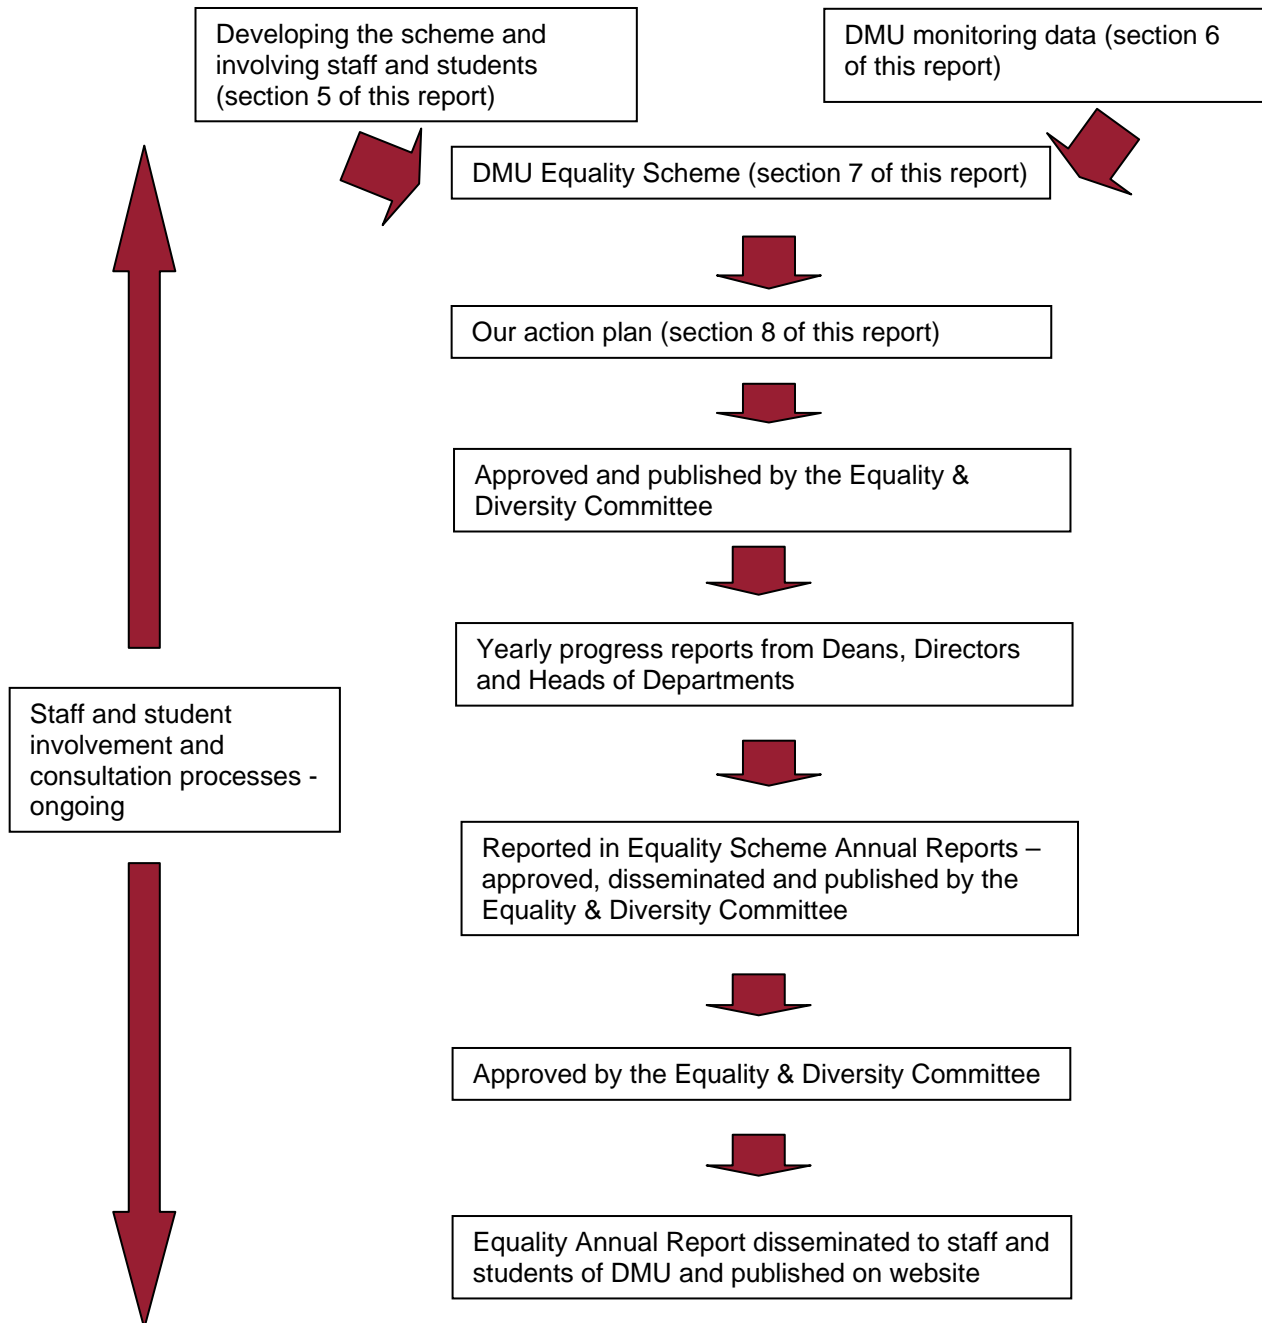 Developing the scheme and
involving staff and students
(section 5 of this report)
DMU monitoring data (section 6
of this report)
DMU Equality Scheme (section 7 of this report)
Our action plan (section 8 of this report)
Approved and published by the Equality &
Diversity Committee
Yearly progress reports from Deans, Directors
and Heads of Departments
Staff and student
involvement and
consultation processes -
ongoing
Reported in Equality Scheme Annual Reports –
approved, disseminated and published by the
Equality & Diversity Committee
Approved by the Equality & Diversity Committee
Equality Annual Report disseminated to staff and
students of DMU and published on website